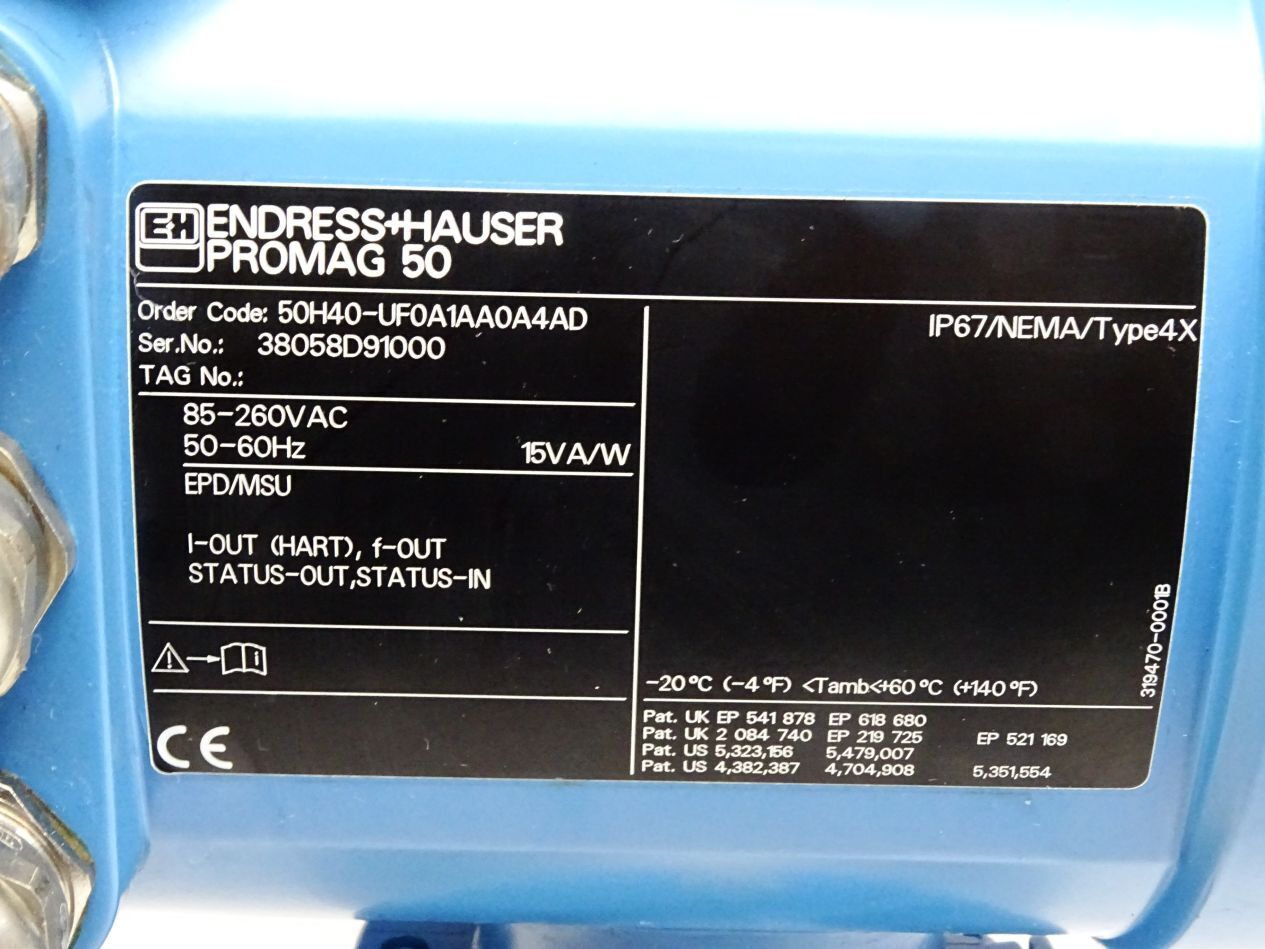 EH ENDRESS+HAUSER
PROMAG 50
Order Code: 50H40-UF0A1AA0A4AD
Ser.No.: 38058D91000
TAG No.:
IP67/NEMA/Type4X
85-260VAC
50-60Hz 15VA/W
EPD/MSU
I-OUT (HART), f-OUT
STATUS-OUT,STATUS-IN
i
CE
-20°C (-4°F) <Tamb<+60°C (+140°F)
Pat. UK EP 541 878 EP 618 680
Pat. UK 2 084 740 EP 219 725 EP 521 169
Pat. US 5,323,156 5,479,007
Pat. US 4,382,387 4,704,908 5,351,554
319470-0001B